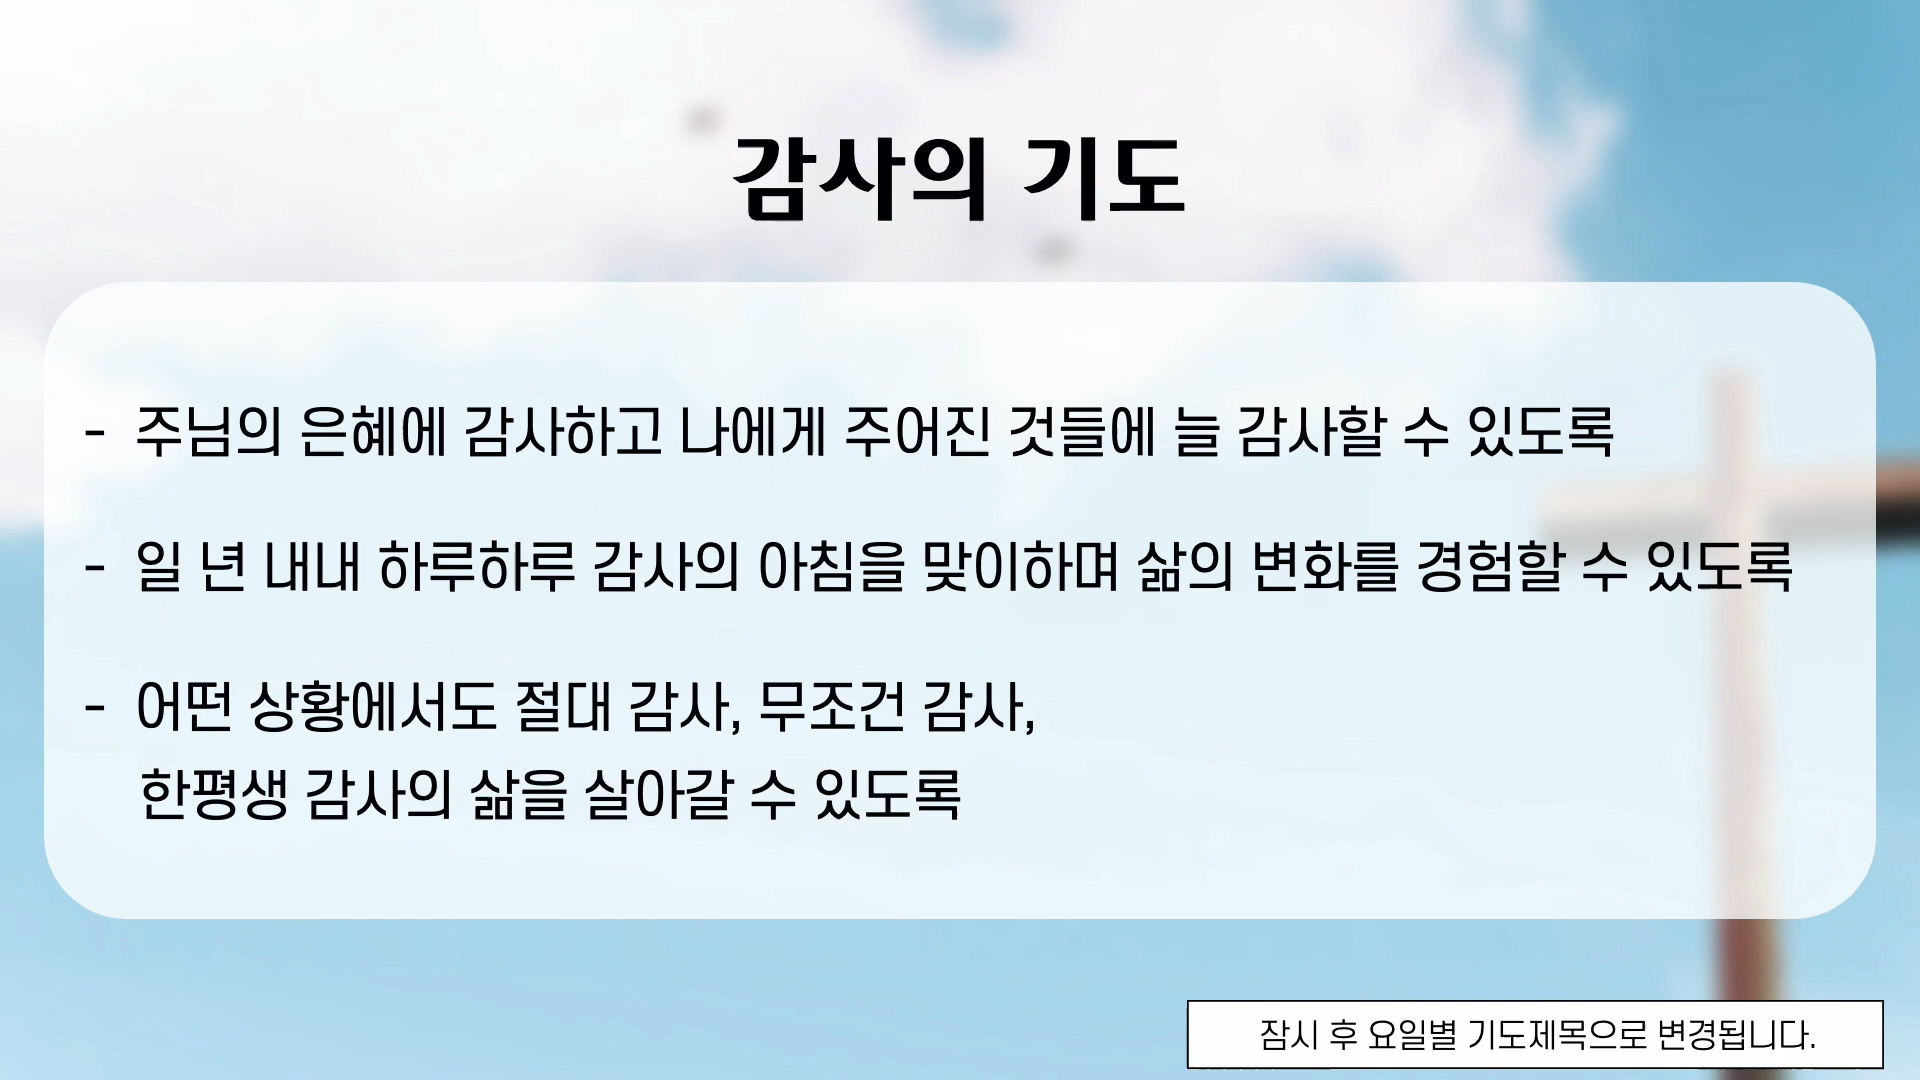 감사의 기도
- 주님의 은혜에 감사하고 나에게 주어진 것들에 늘 감사할 수 있도록
- 일 년 내내 하루하루 감사의 아침을 맞이하며 삶의 변화를 경험할 수 있도록
- 어떤 상황에서도 절대 감사, 무조건 감사,
한평생 감사의 삶을 살아갈 수 있도록
잠시 후 요일별 기도제목으로 변경됩니다.